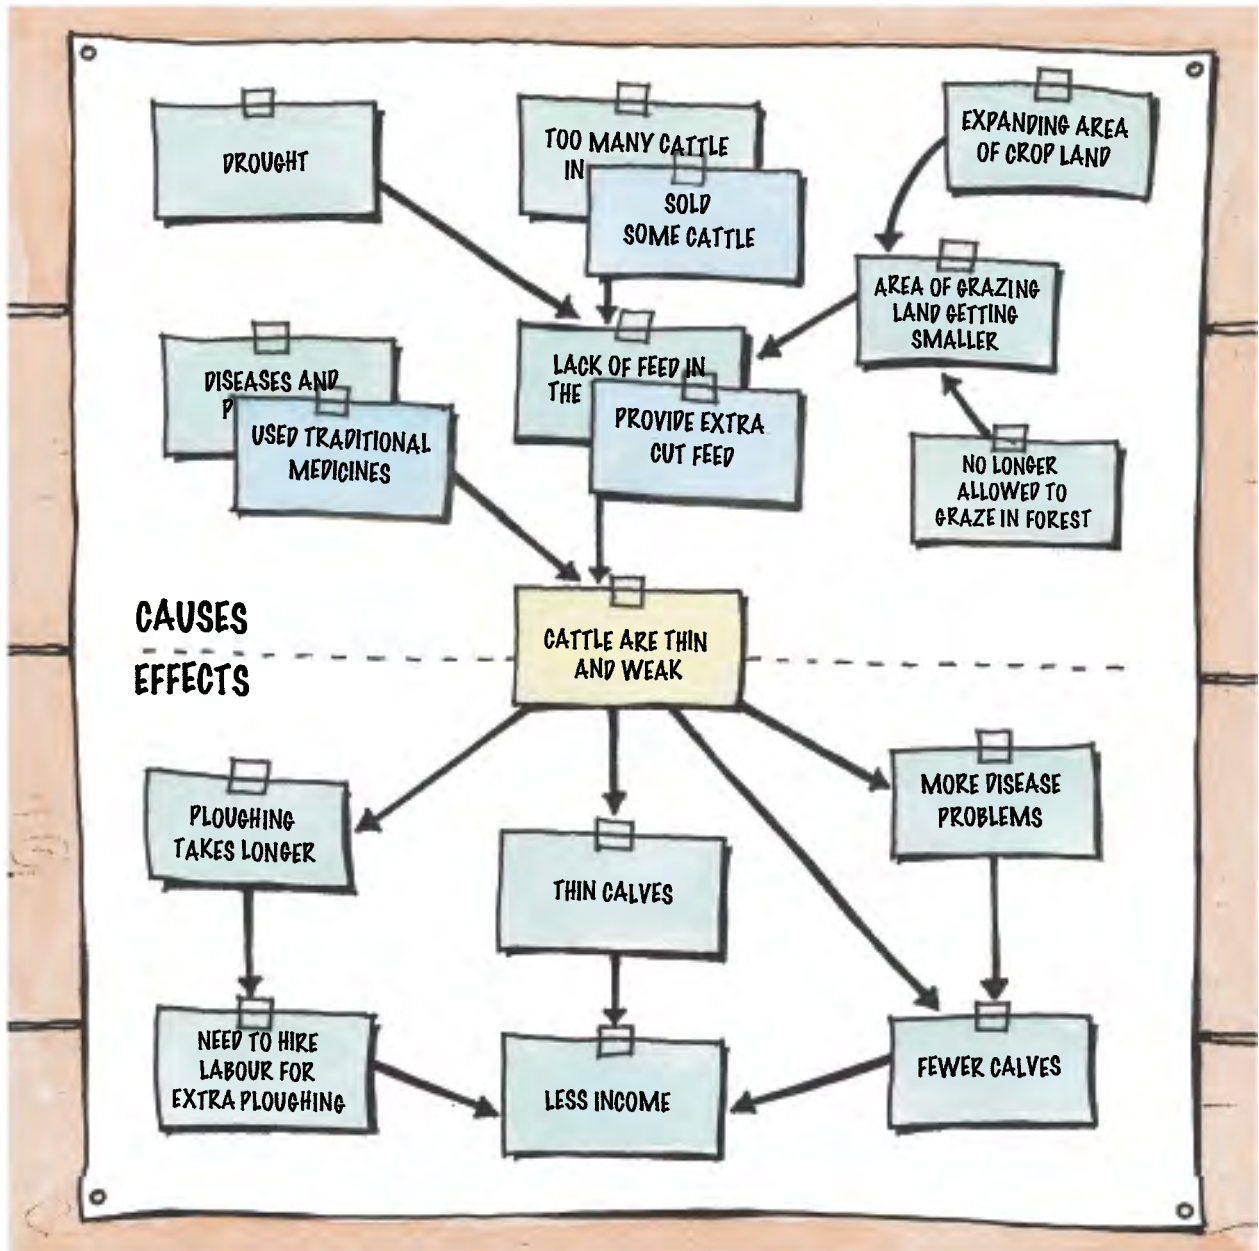 DROUGHT
TOO MANY CATTLE
IN
SOLD
SOME CATTLE
EXPANDING AREA
OF CROP LAND
AREA OF GRAZING
LAND GETTING
SMALLER
DISEASES AND
P
USED TRADITIONAL
MEDICINES
LACK OF FEED IN
THE
PROVIDE EXTRA
CUT FEED
NO LONGER
ALLOWED TO
GRAZE IN FOREST
CAUSES
EFFECTS
CATTLE ARE THIN
AND WEAK
PLOUGHING
TAKES LONGER
THIN CALVES
MORE DISEASE
PROBLEMS
NEED TO HIRE
LABOUR FOR
EXTRA PLOUGHING
LESS INCOME
FEWER CALVES